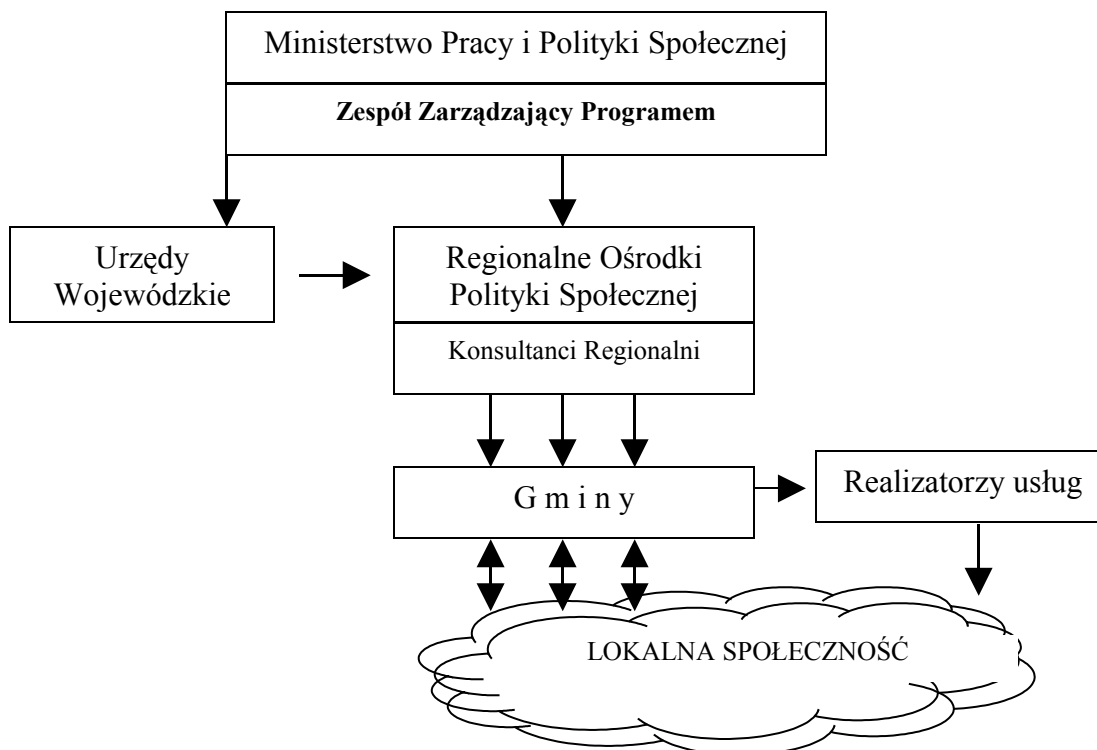 Ministerstwo Pracy i Polityki Społecznej
Zespół Zarządzający Programem
Urzędy
Wojewódzkie
Regionalne Ośrodki
Polityki Społecznej
Konsultanci Regionalni
G m i n y
Realizatorzy usług
LOKALNA SPOŁECZNOŚĆ